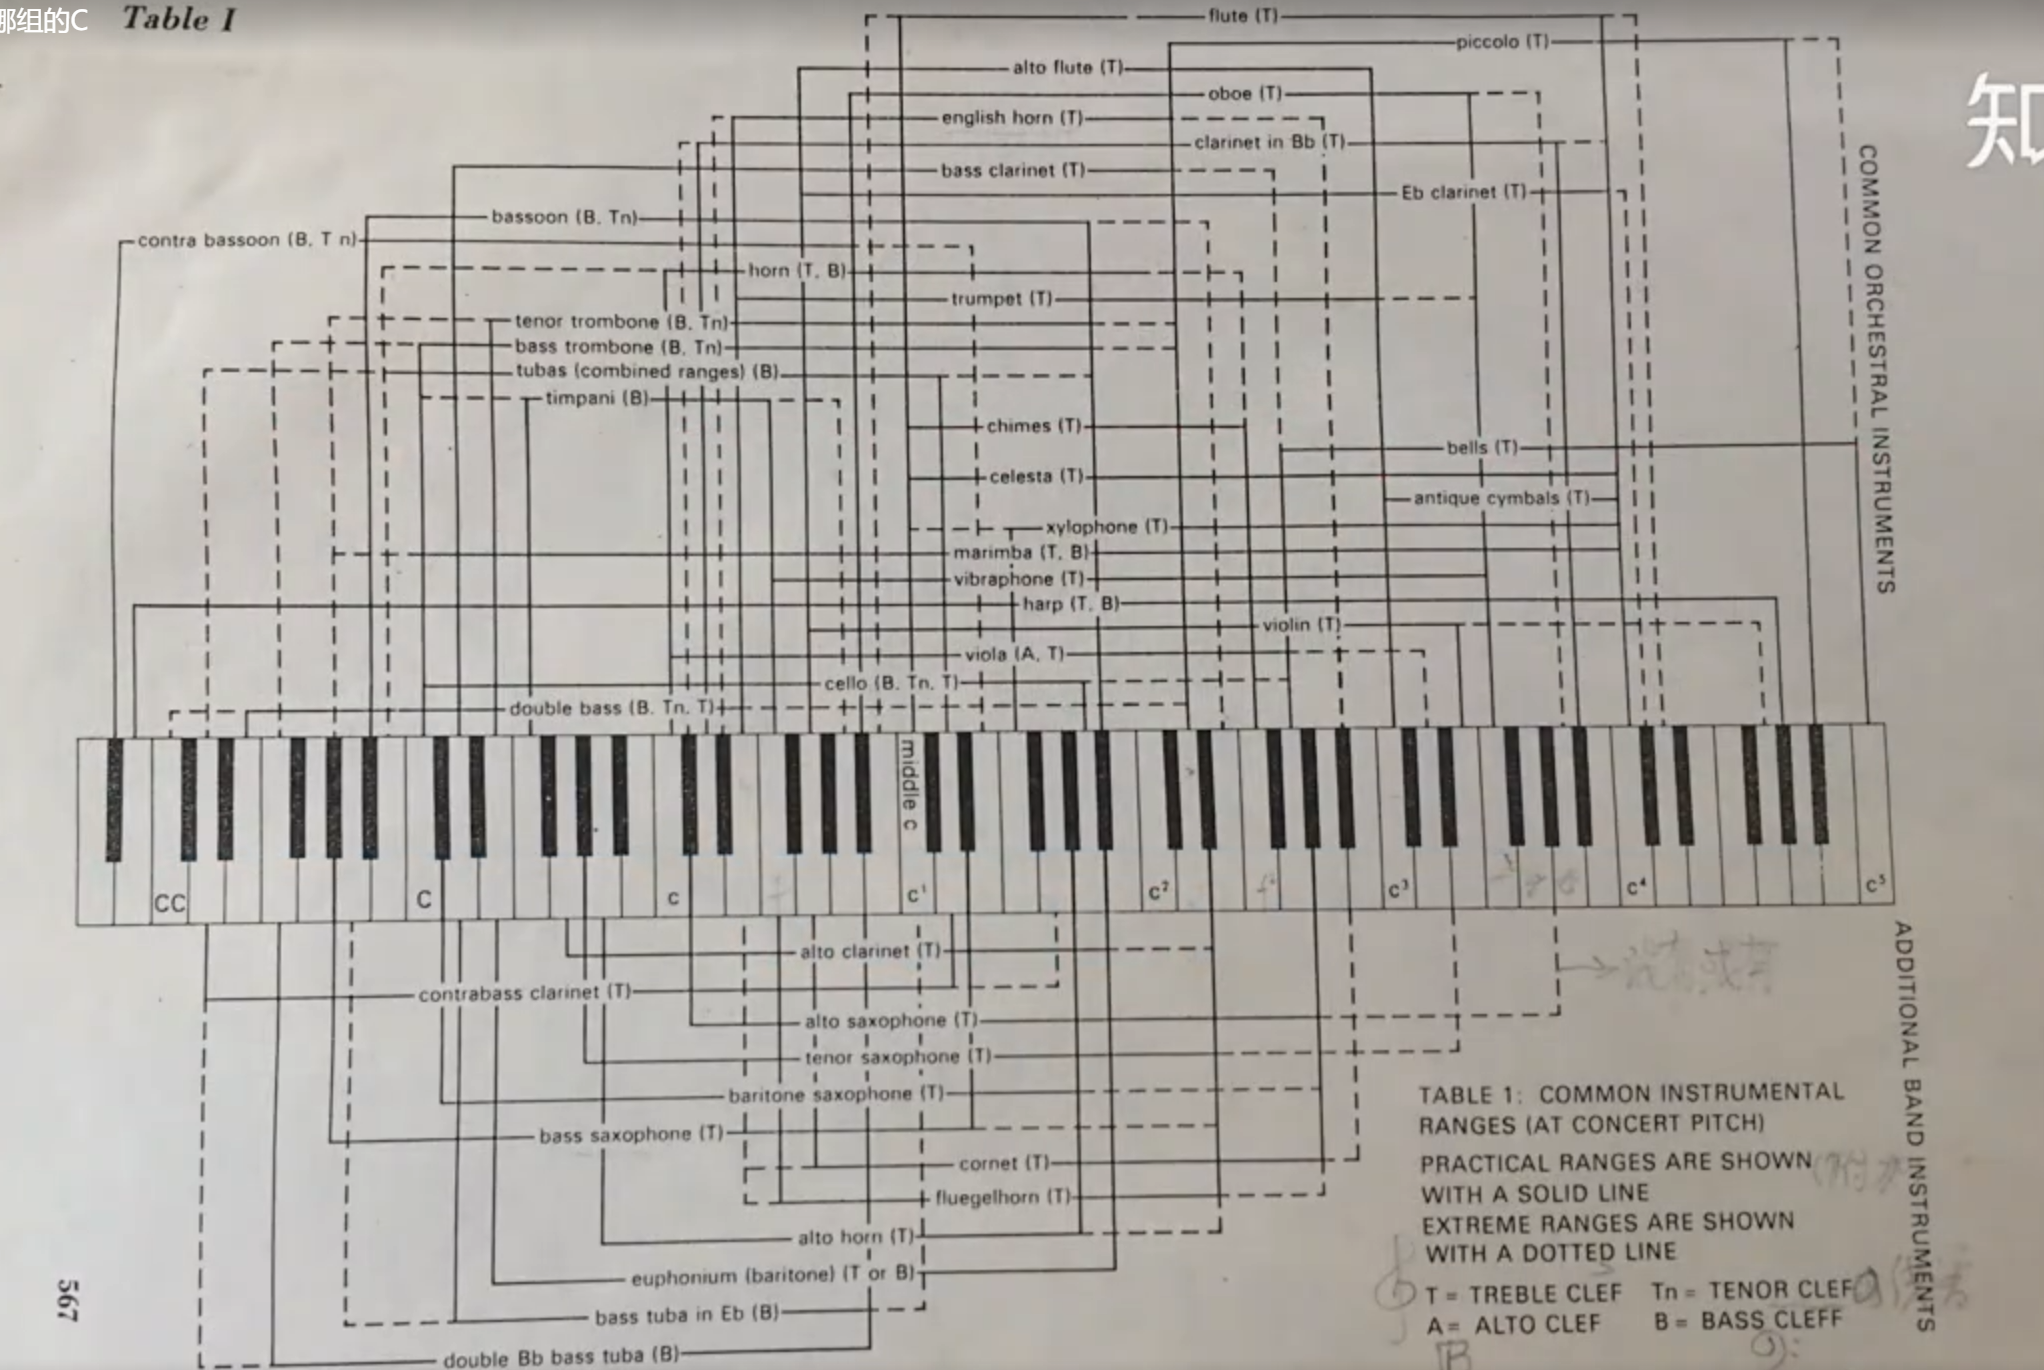 哪组的C
Table I
知
flute (T)
piccolo (T)
alto flute (T)
oboe (T)
english horn (T)
clarinet in Bb (T)
bass clarinet (T)
Eb clarinet (T)
bassoon (B. Tn)
contra bassoon (B. T n)
horn (T. B)
trumpet (T)
tenor trombone (B. Tn)
bass trombone (B. Tn)
tubas (combined ranges) (B)
timpani (B)
chimes (T)
bells (T)
celesta (T)
antique cymbals (T)
xylophone (T)
marimba (T. B)
vibraphone (T)
harp (T. B)
violin (T)
viola (A. T)
cello (B. Tn. T)
double bass (B. Tn. T)
COMMON ORCHESTRAL INSTRUMENTS
middle c
CC C c c¹ c² c³ c⁴ c⁵
alto clarinet (T)
contrabass clarinet (T)
alto saxophone (T)
tenor saxophone (T)
baritone saxophone (T)
bass saxophone (T)
cornet (T)
fluegelhorn (T)
alto horn (T)
euphonium (baritone) (T or B)
bass tuba in Eb (B)
double Bb bass tuba (B)
ADDITIONAL BAND INSTRUMENTS
TABLE 1: COMMON INSTRUMENTAL
RANGES (AT CONCERT PITCH)
PRACTICAL RANGES ARE SHOWN
WITH A SOLID LINE
EXTREME RANGES ARE SHOWN
WITH A DOTTED LINE
T = TREBLE CLEF Tn = TENOR CLEF
A = ALTO CLEF B = BASS CLEFF
B
567